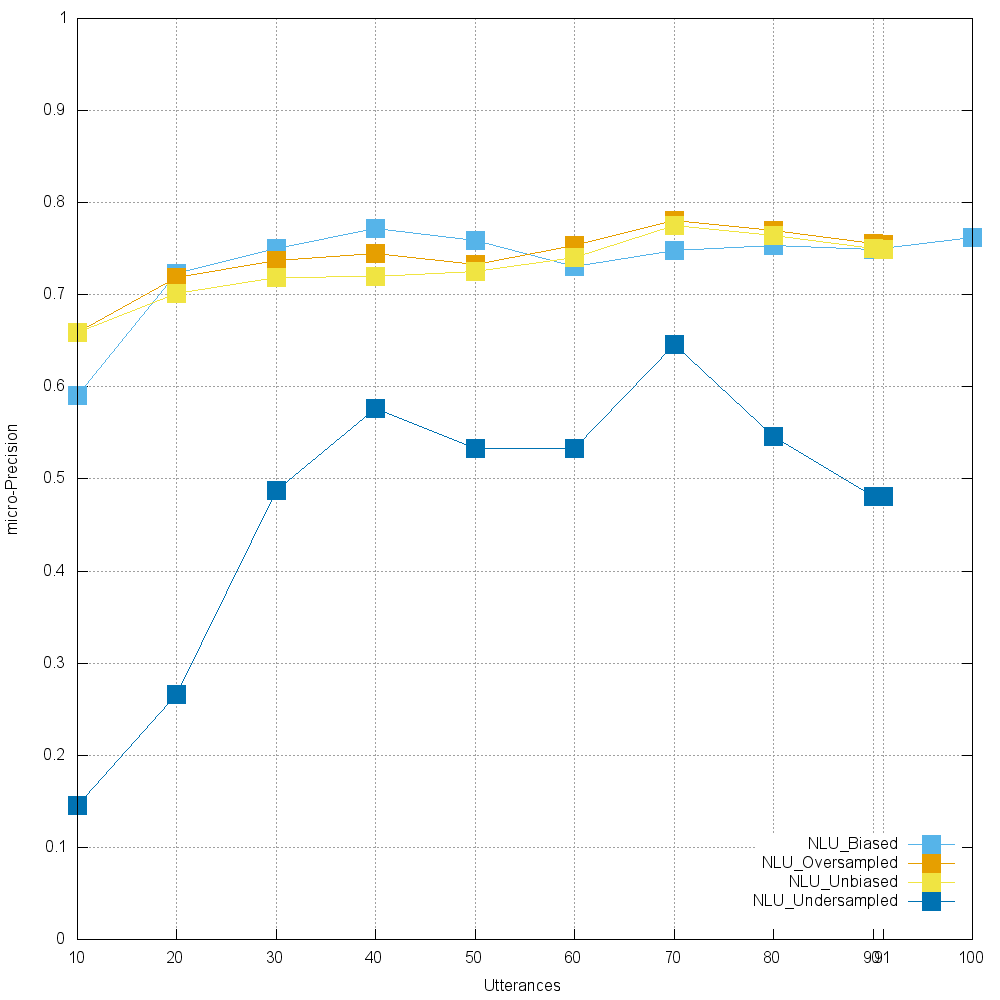 1
0.9
0.8
0.7
0.6
0.5
0.4
0.3
0.2
0.1
0
micro-Precision
NLU_Biased
NLU_Oversampled
NLU_Unbiased
NLU_Undersampled
10 20 30 40 50 60 70 80 90 91 100
Utterances